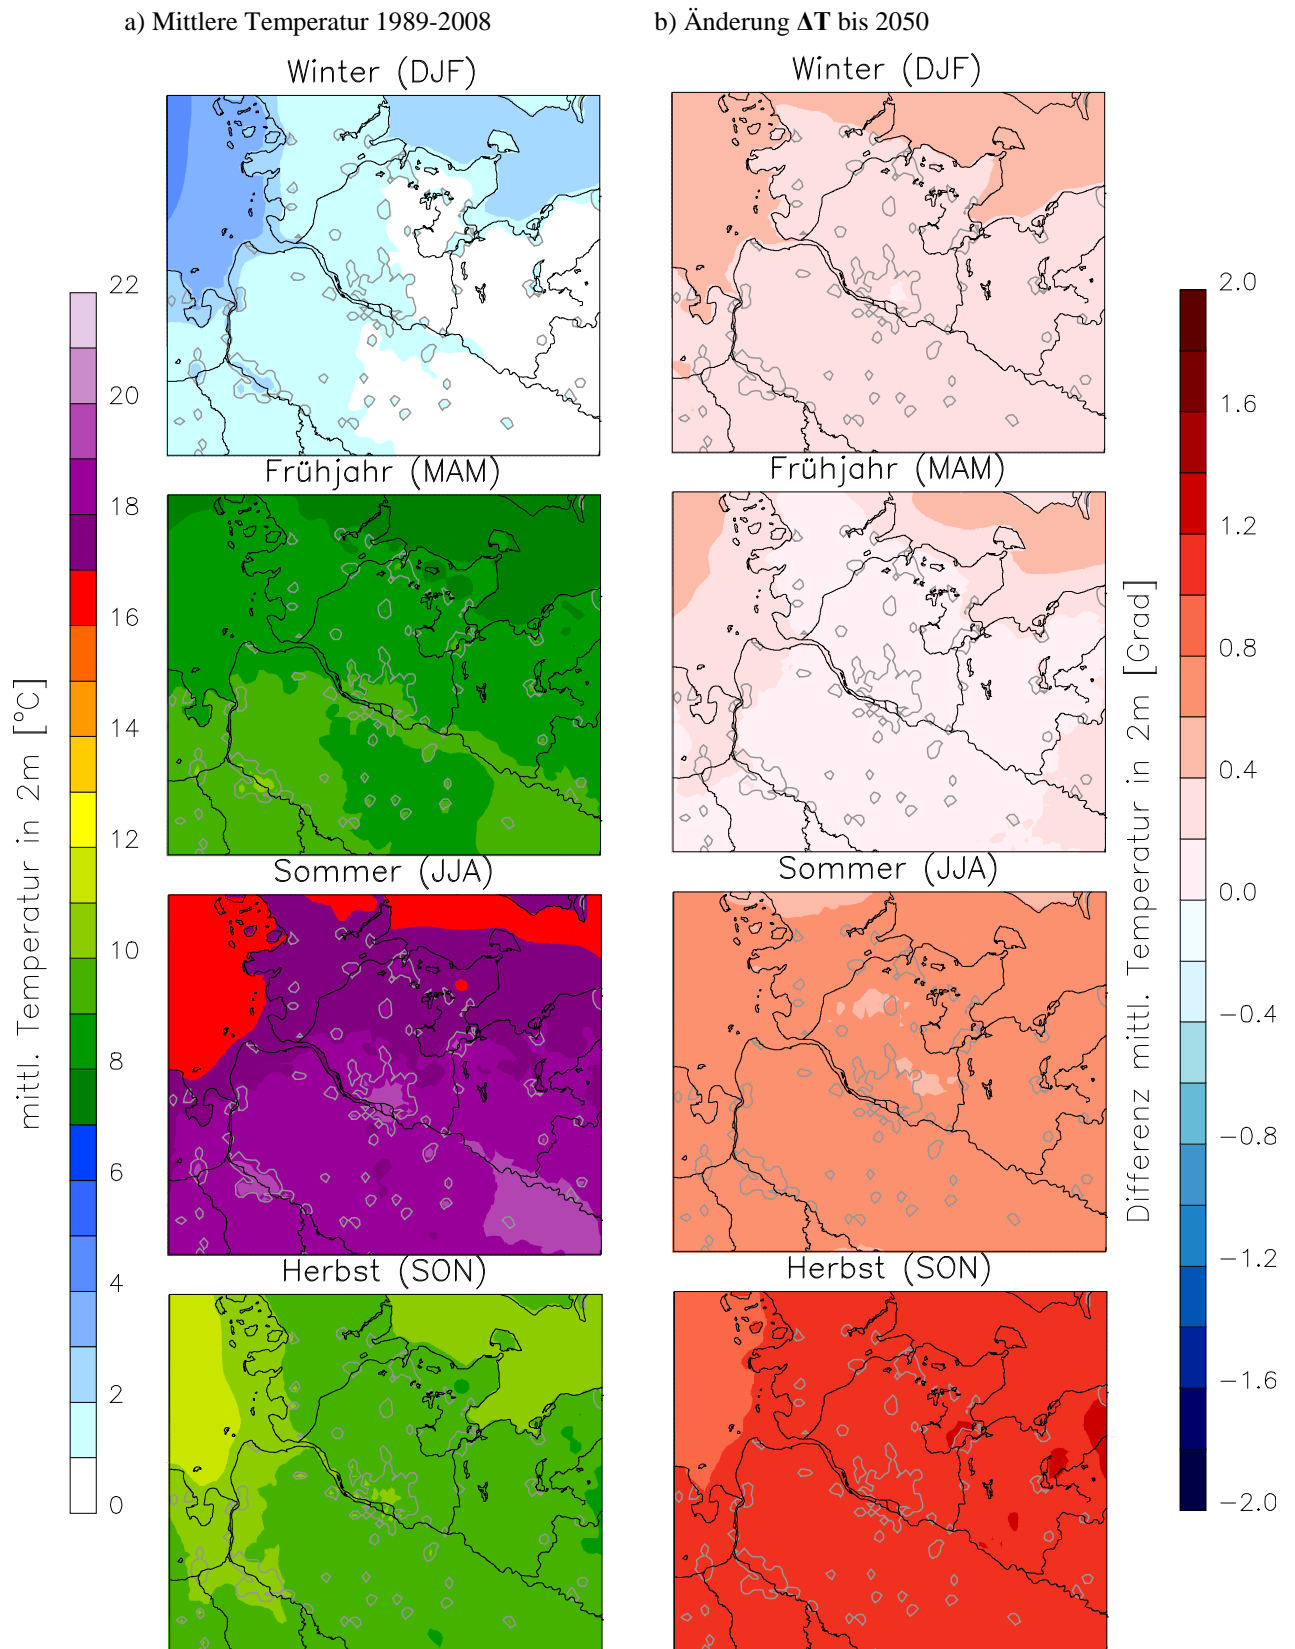 a) Mittlere Temperatur 1989-2008
b) Änderung ΔT bis 2050
Winter (DJF)
Winter (DJF)
Frühjahr (MAM)
Frühjahr (MAM)
Sommer (JJA)
Sommer (JJA)
Herbst (SON)
Herbst (SON)
mittl. Temperatur in 2m [°C]
22
20
18
16
14
12
10
8
6
4
2
0
Differenz mittl. Temperatur in 2m [Grad]
2.0
1.6
1.2
0.8
0.4
0.0
−0.4
−0.8
−1.2
−1.6
−2.0